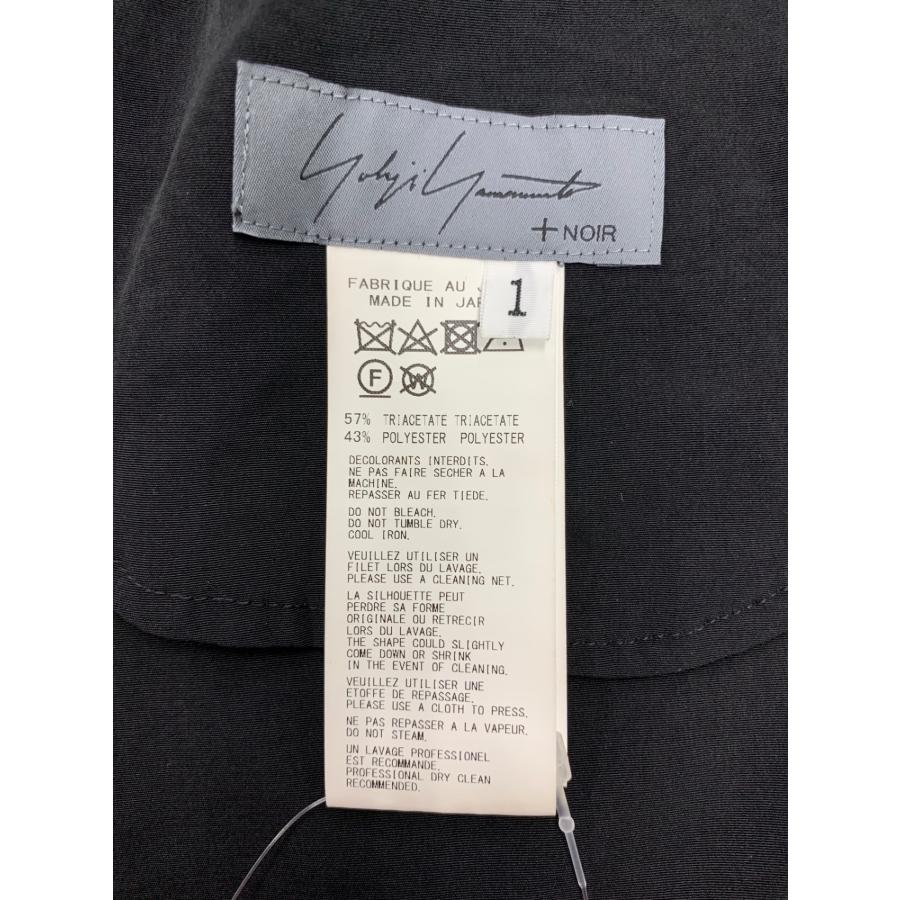 Yohji Yamamoto
+NOIR
1
FABRIQUE AU
MADE IN
F
W
57% TRIACETATE TRIACETATE
43% POLYESTER POLYESTER
DECOLORANTS INTERDITS.
NE PAS FAIRE SECHER A LA
MACHINE.
REPASSER AU FER TIEDE.
DO NOT BLEACH.
DO NOT TUMBLE DRY.
COOL IRON.
VEUILLEZ UTILISER UN
FILET LORS DU LAVAGE.
PLEASE USE A CLEANING NET.
LA SILHOUETTE PEUT
PERDRE SA FORME
ORIGINALE OU RETRECIR
LORS DU LAVAGE.
THE SHAPE COULD SLIGHTLY
COME DOWN OR SHRINK
IN THE EVENT OF CLEANING.
VEUILLEZ UTILISER UNE
ETOFFE DE REPASSAGE.
PLEASE USE A CLOTH TO PRESS.
NE PAS REPASSER A LA VAPEUR.
DO NOT STEAM.
UN LAVAGE PROFESSIONEL
EST RECOMMANDE.
PROFESSIONAL DRY CLEAN
RECOMMENDED.